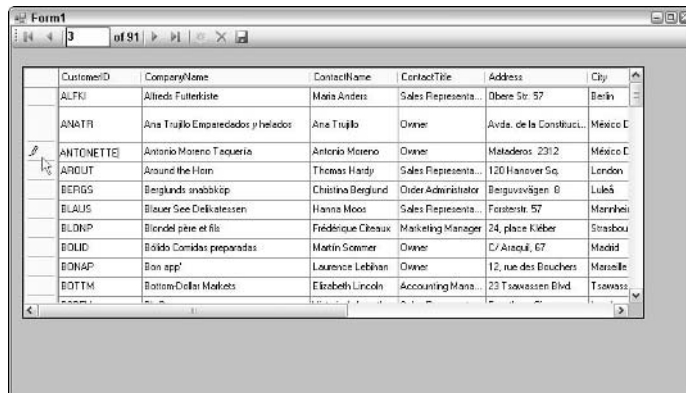 Form1
3 of 91
CustomerID CompanyName ContactName ContactTitle Address City
ALFKI Alfreds Futterkiste Maria Anders Sales Representa... Obere Str. 57 Berlin
ANATR Ana Trujillo Emparedados y helados Ana Trujillo Owner Avda. de la Constituci... México D
ANTONETTE Antonio Moreno Taquería Antonio Moreno Owner Mataderos 2312 México D
AROUT Around the Horn Thomas Hardy Sales Representa... 120 Hanover Sq. London
BERGS Berglunds snabbköp Christina Berglund Order Administrator Berguvsvägen 8 Luleå
BLAUS Blauer See Delikatessen Hanna Moos Sales Representa... Forsterstr. 57 Mannhei
BLONP Blondel père et fils Frédérique Citeaux Marketing Manager 24, place Kléber Strasbou
BOLID Bólido Comidas preparadas Martín Sommer Owner C/ Araquil, 67 Madrid
BONAP Bon app' Laurence Lebihan Owner 12, rue des Bouchers Marseille
BOTTM Bottom-Dollar Markets Elizabeth Lincoln Accounting Mana... 23 Tsawassen Blvd. Tsawass